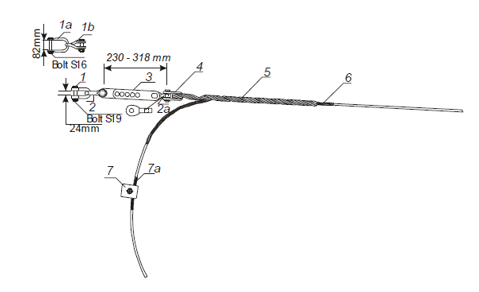 1a
1b
82mm
Bolt S16
230 - 318 mm
1
2
3
4
5
6
2a
Bolt S19
24mm
7
7a